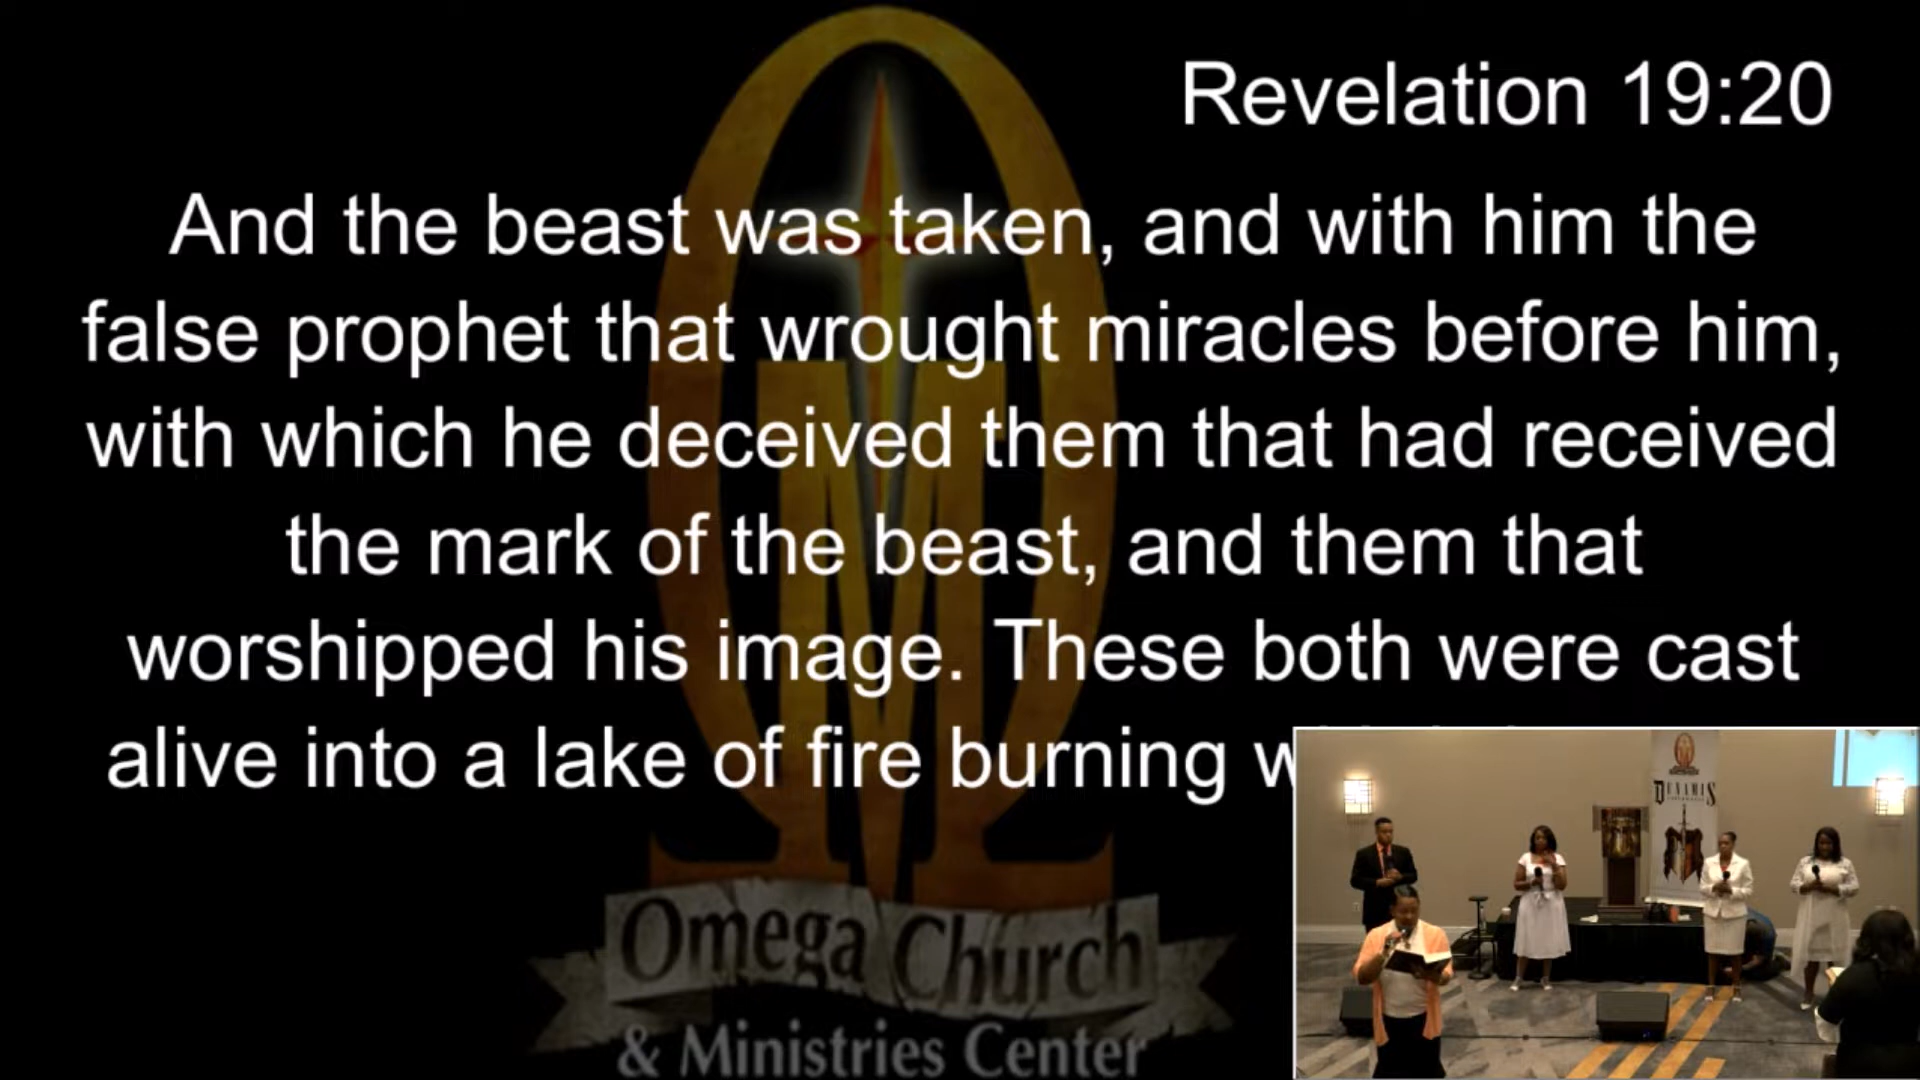 Revelation 19:20
And the beast was taken, and with him the
false prophet that wrought miracles before him,
with which he deceived them that had received
the mark of the beast, and them that
worshipped his image. These both were cast
alive into a lake of fire burning
Omega Church
& Ministries Center
DUNAMIS